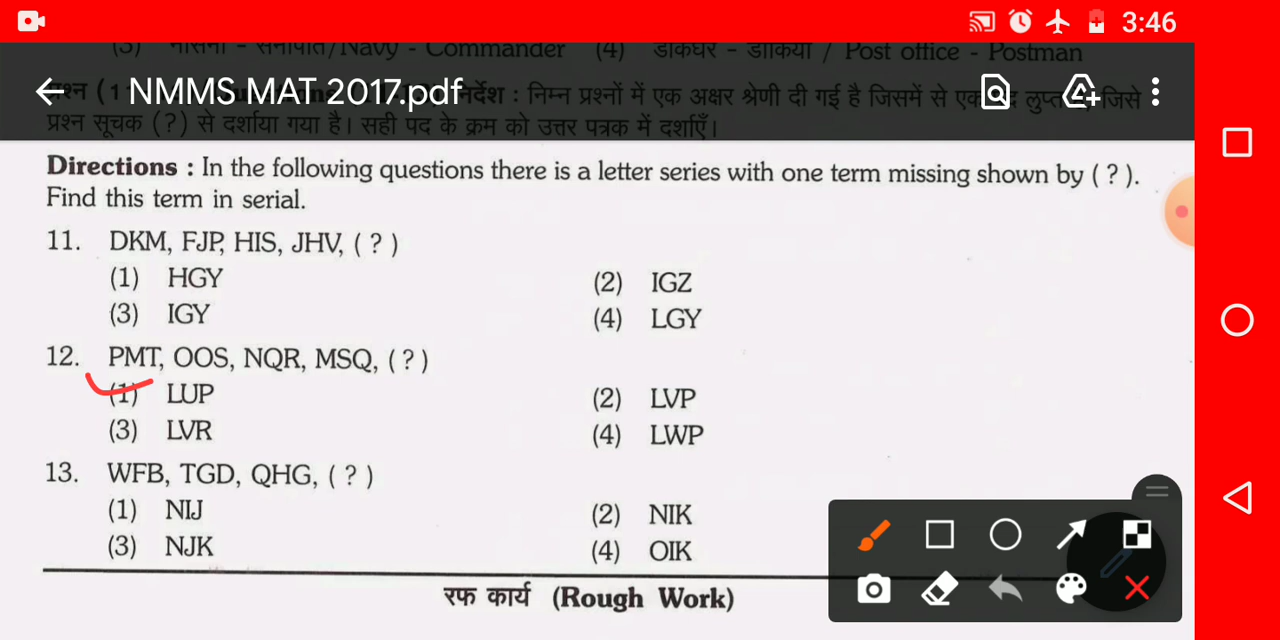 3:46
(3) नौसेना - सेनापति/Navy - Commander (4) डाकघर - डाकिया / Post office - Postman
NMMS MAT 2017.pdf
निर्देश : निम्न प्रश्नों में एक अक्षर श्रेणी दी गई है जिसमें से एक पद लुप्त जिसे
प्रश्न सूचक (?) से दर्शाया गया है। सही पद के क्रम को उत्तर पत्रक में दर्शाएँ।
Directions : In the following questions there is a letter series with one term missing shown by ( ? ).
Find this term in serial.
11. DKM, FJP, HIS, JHV, ( ? )
(1) HGY (2) IGZ
(3) IGY (4) LGY
12. PMT, OOS, NQR, MSQ, ( ? )
(1) LUP (2) LVP
(3) LVR (4) LWP
13. WFB, TGD, QHG, ( ? )
(1) NIJ (2) NIK
(3) NJK (4) OIK
रफ कार्य (Rough Work)